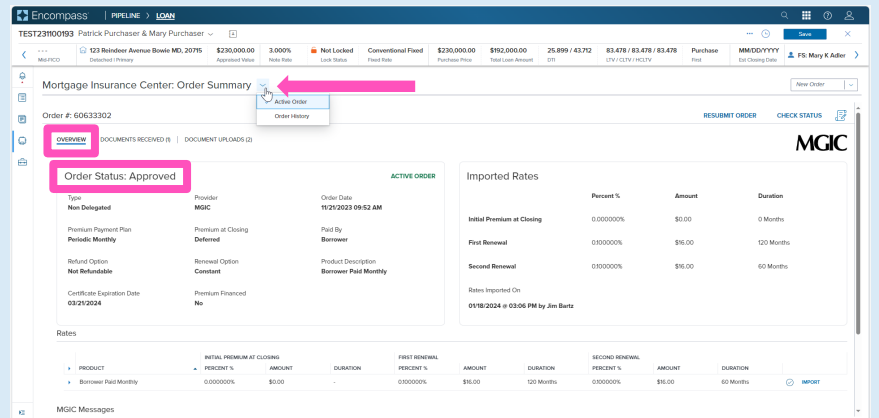 Encompass® | PIPELINE > LOAN
TEST231100193 Patrick Purchaser & Mary Purchaser
Save
--- 123 Reindeer Avenue Bowie MD, 20715 $230,000.00 3.000% Not Locked Conventional Fixed $230,000.00 $192,000.00 25.899 / 43.712 83.478 / 83.478 / 83.478 Purchase MM/DD/YYYY FS: Mary K Adler
Mid-FICO Detached | Primary Appraised Value Note Rate Lock Status Fixed Rate Purchase Price Total Loan Amount DTI LTV / CLTV / HCLTV First Est Closing Date
Mortgage Insurance Center: Order Summary
New Order
Active Order
Order History
Order #: 60633302
RESUBMIT ORDER CHECK STATUS
OVERVIEW | DOCUMENTS RECEIVED (1) | DOCUMENT UPLOADS (2)
MGIC
Order Status: Approved
ACTIVE ORDER
Type Provider Order Date
Non Delegated MGIC 11/21/2023 09:52 AM
Premium Payment Plan Premium at Closing Paid By
Periodic Monthly Deferred Borrower
Refund Option Renewal Option Product Description
Not Refundable Constant Borrower Paid Monthly
Certificate Expiration Date Premium Financed
03/21/2024 No
Imported Rates
Percent % Amount Duration
Initial Premium at Closing 0.000000% $0.00 0 Months
First Renewal 0.100000% $16.00 120 Months
Second Renewal 0.100000% $16.00 60 Months
Rates Imported On
01/18/2024 @ 03:06 PM by Jim Bartz
Rates
INITIAL PREMIUM AT CLOSING FIRST RENEWAL SECOND RENEWAL
PRODUCT PERCENT % AMOUNT DURATION PERCENT % AMOUNT DURATION PERCENT % AMOUNT DURATION
Borrower Paid Monthly 0.000000% $0.00 - 0.100000% $16.00 120 Months 0.100000% $16.00 60 Months IMPORT
MGIC Messages